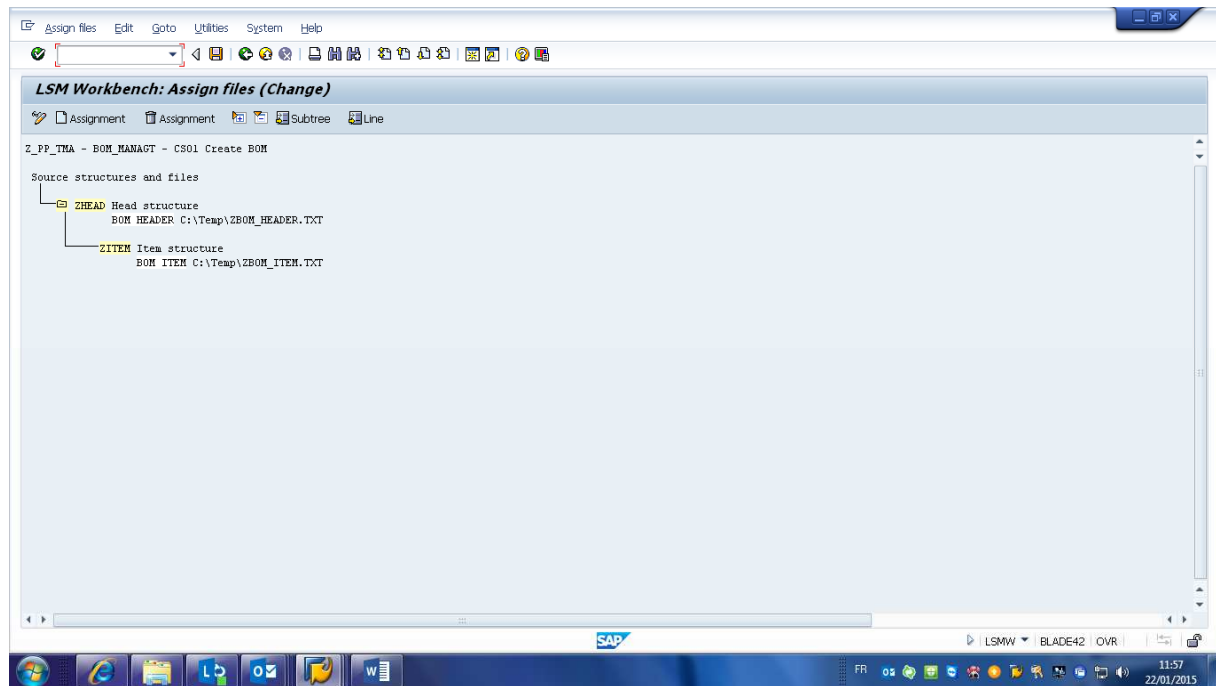 Assign files Edit Goto Utilities System Help
LSM Workbench: Assign files (Change)
Assignment Assignment Subtree Line
Z_PP_TMA - BOM_MANAGT - CS01 Create BOM
Source structures and files
ZHEAD Head structure
BOM HEADER C:\Temp\ZBOM_HEADER.TXT
ZITEM Item structure
BOM ITEM C:\Temp\ZBOM_ITEM.TXT
SAP
LSMW BLADE42 OVR
FR
11:57
22/01/2015